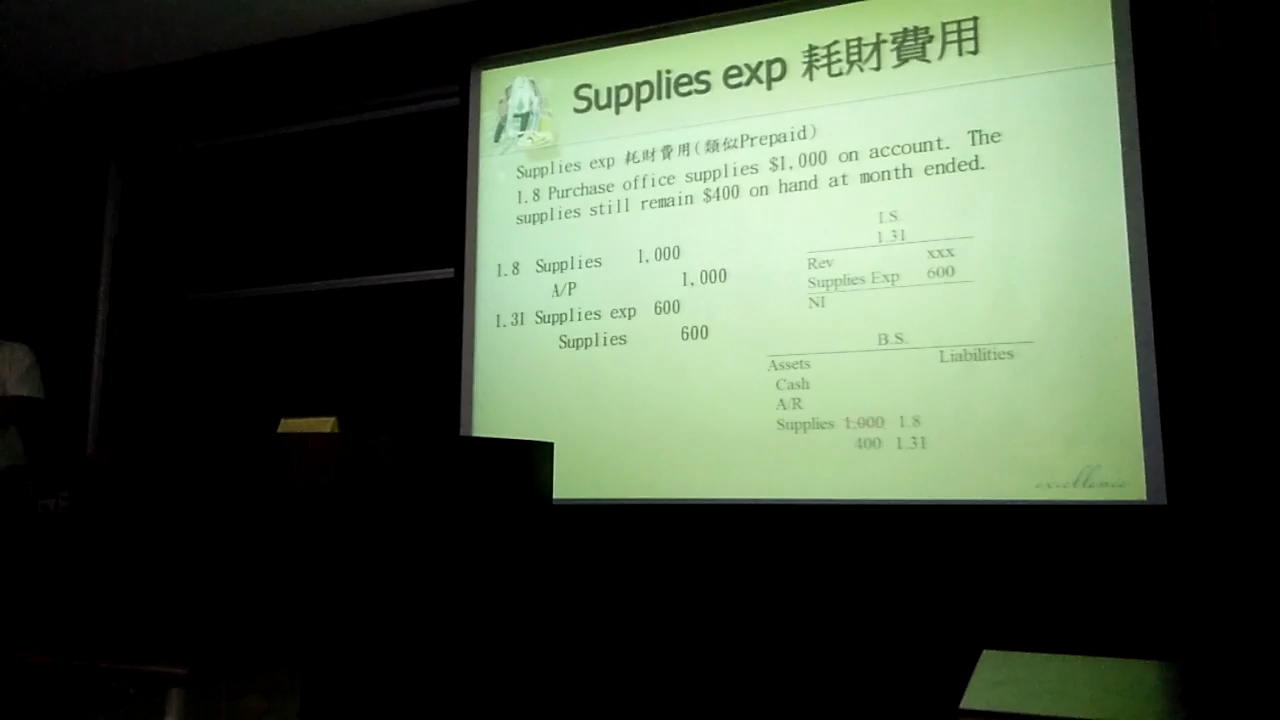 Supplies exp 耗財費用
Supplies exp 耗財費用(類似Prepaid)
1.8 Purchase office supplies $1,000 on account. The
supplies still remain $400 on hand at month ended.
1.8 Supplies 1,000
A/P 1,000
1.31 Supplies exp 600
Supplies 600
I.S.
1.31
Rev xxx
Supplies Exp 600
NI
B.S.
Assets Liabilities
Cash
A/R
Supplies 1,000 1.8
400 1.31
excellence